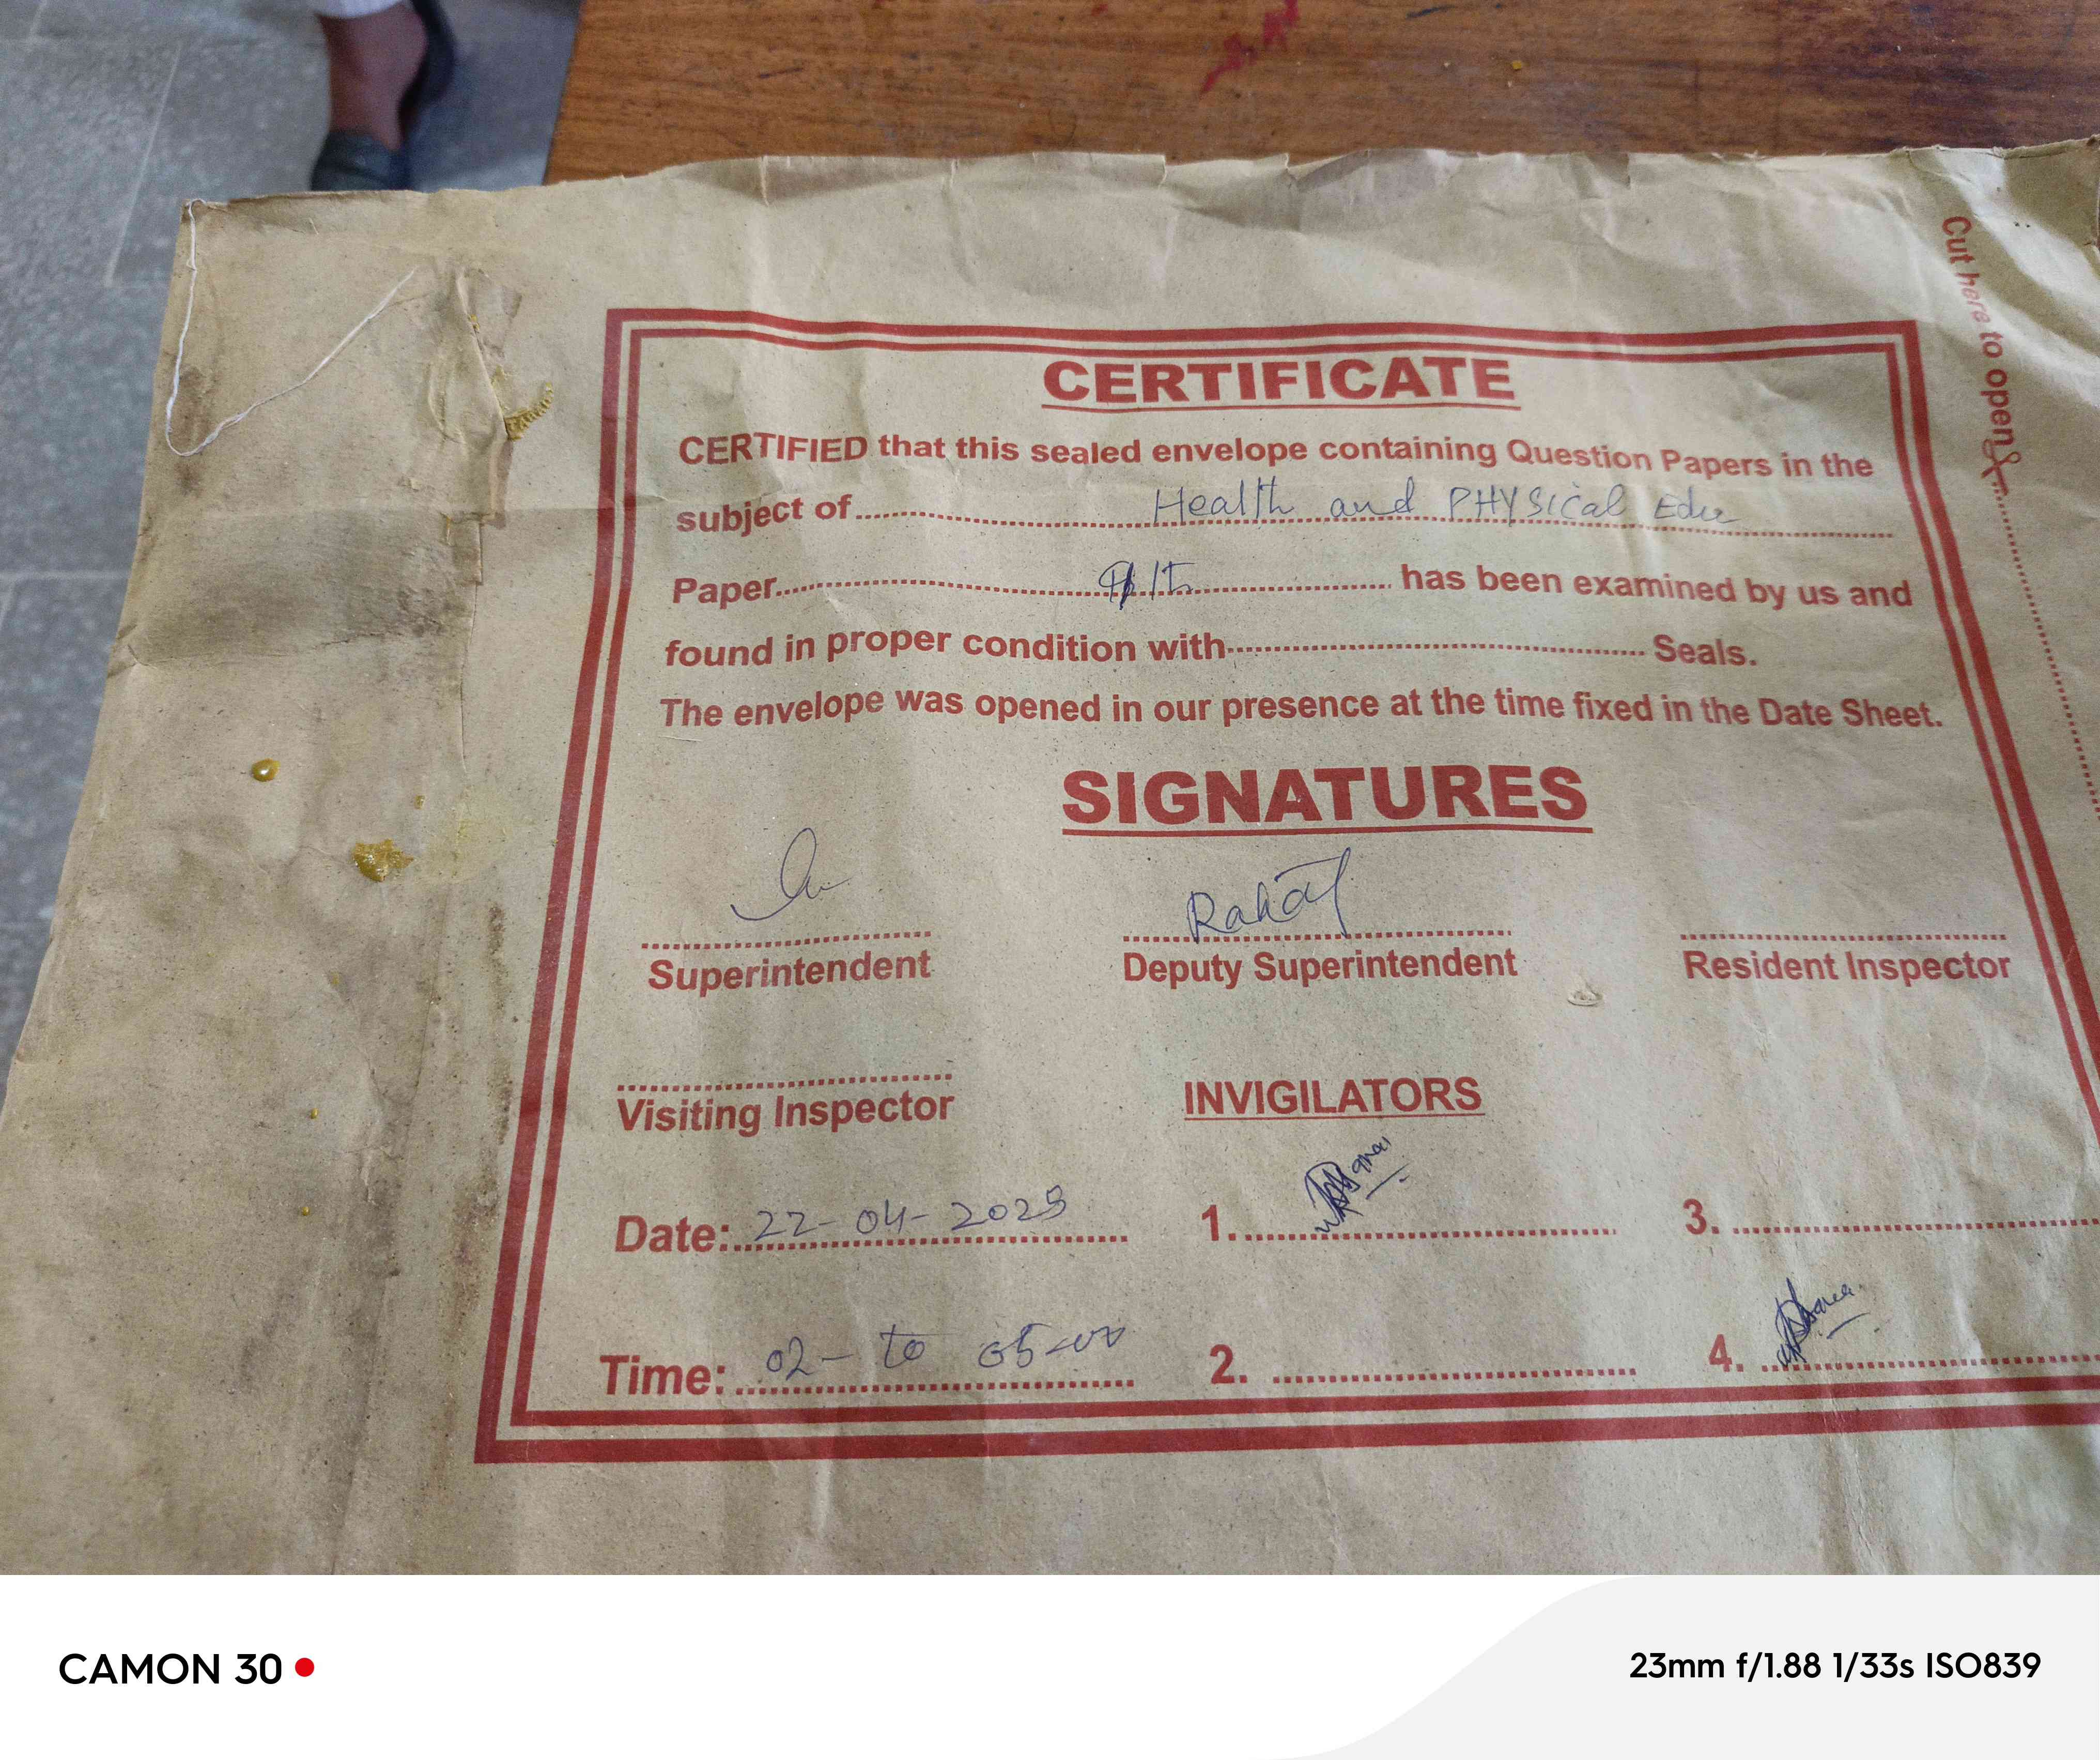 Cut here to open
CERTIFICATE
CERTIFIED that this sealed envelope containing Question Papers in the
subject of Health and PHYSical Edu
Paper has been examined by us and
found in proper condition with Seals.
The envelope was opened in our presence at the time fixed in the Date Sheet.
SIGNATURES
Rahat
Superintendent Deputy Superintendent Resident Inspector
Visiting Inspector INVIGILATORS
Date: 22-04-2025 1. 3.
Time: 02- to 05-00 2. 4.
CAMON 30 23mm f/1.88 1/33s ISO839